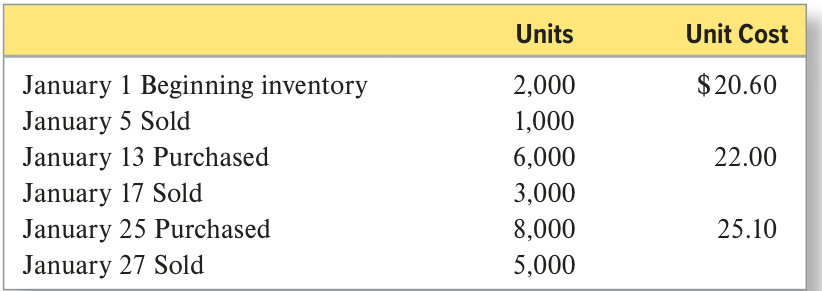 Units Unit Cost
January 1 Beginning inventory 2,000 $20.60
January 5 Sold 1,000
January 13 Purchased 6,000 22.00
January 17 Sold 3,000
January 25 Purchased 8,000 25.10
January 27 Sold 5,000